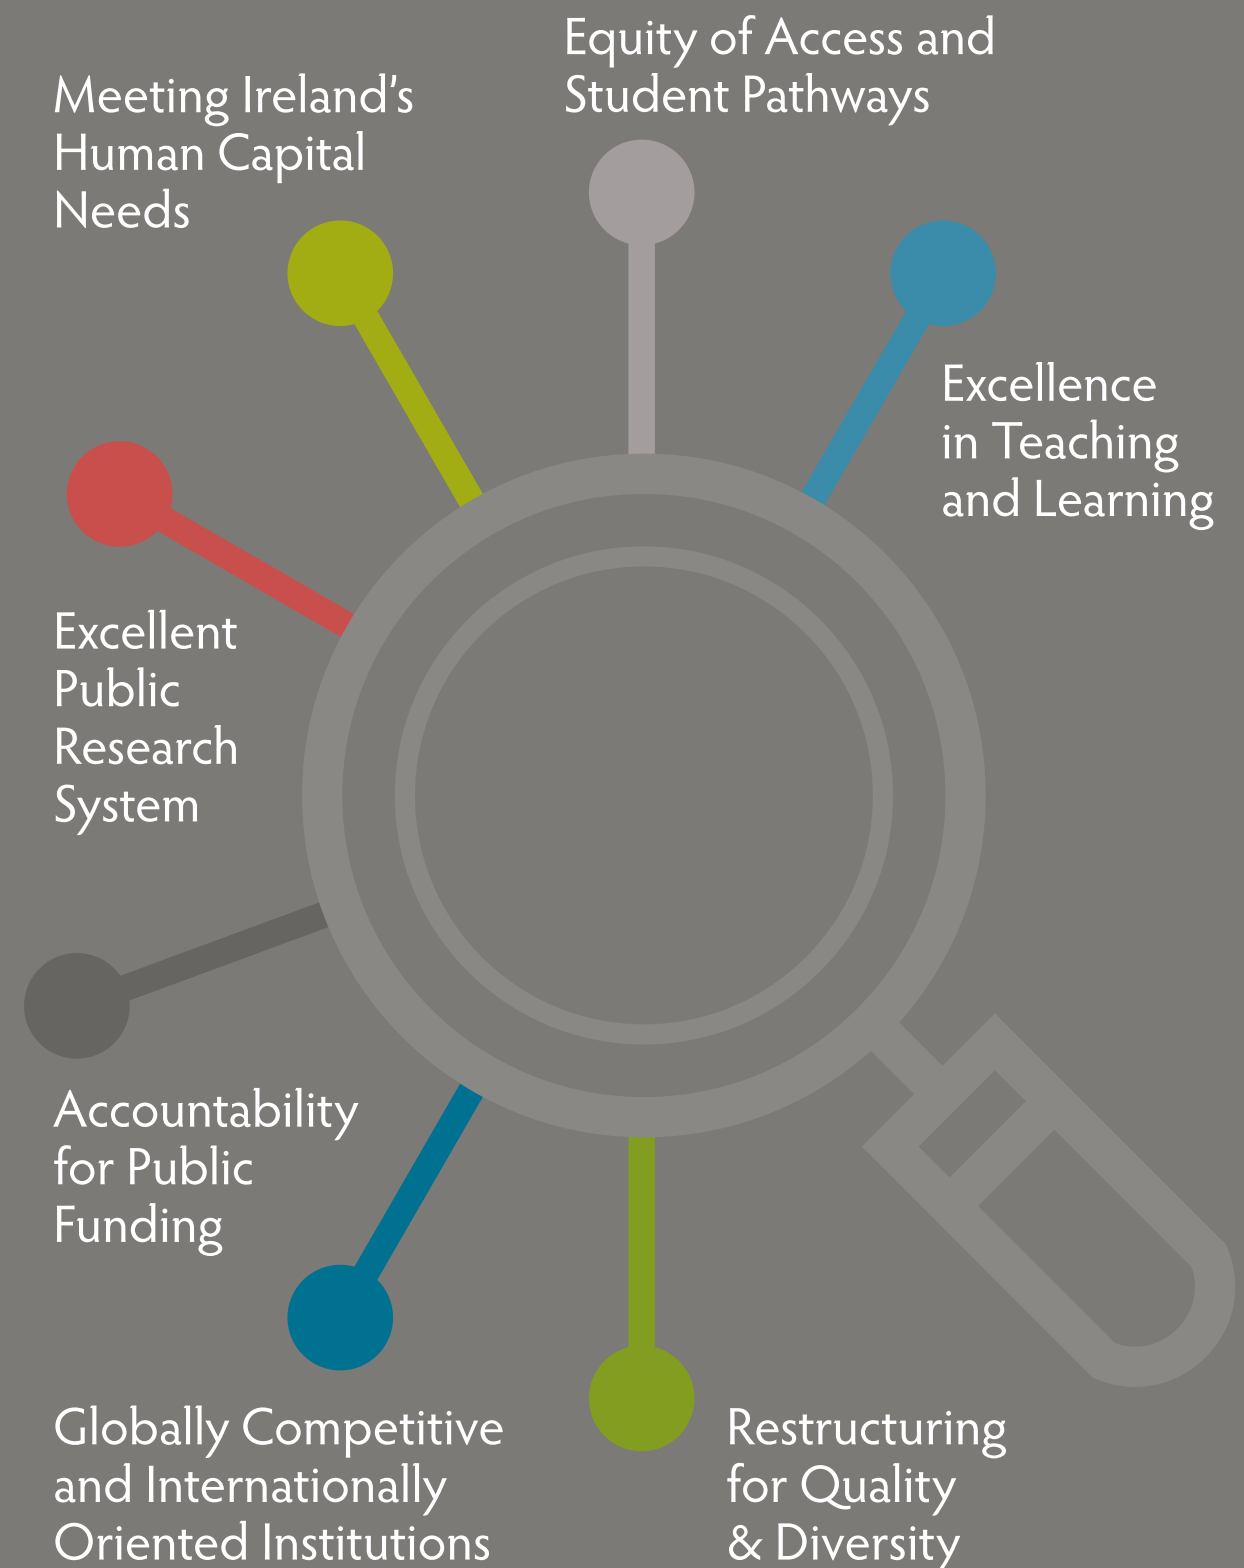 Equity of Access and
Student Pathways
Meeting Ireland's
Human Capital
Needs
Excellence
in Teaching
and Learning
Excellent
Public
Research
System
Accountability
for Public
Funding
Globally Competitive
and Internationally
Oriented Institutions
Restructuring
for Quality
& Diversity